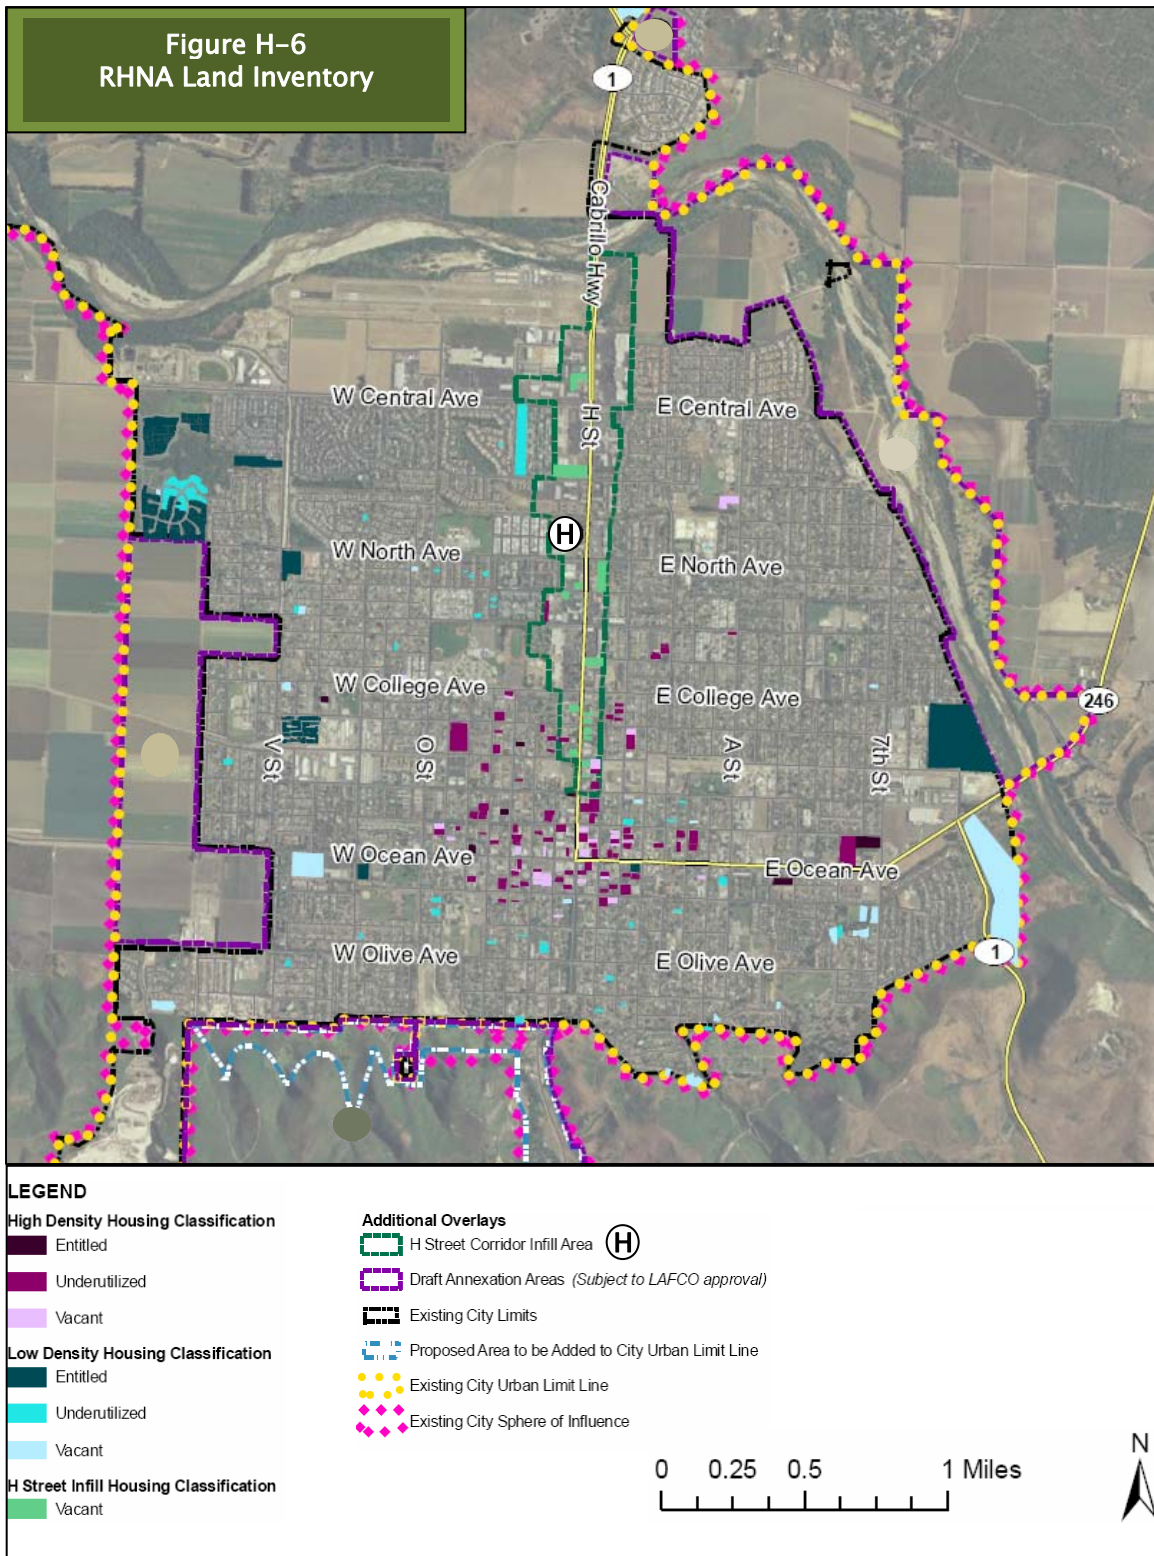 Figure H-6
RHNA Land Inventory
1
Cabrillo Hwy
W Central Ave
E Central Ave
H St
H
W North Ave
E North Ave
W College Ave
E College Ave
246
V St
O St
A St
7th St
W Ocean Ave
E Ocean Ave
W Olive Ave
E Olive Ave
1
LEGEND
High Density Housing Classification
Entitled
Underutilized
Vacant
Low Density Housing Classification
Entitled
Underutilized
Vacant
H Street Infill Housing Classification
Vacant
Additional Overlays
H Street Corridor Infill Area H
Draft Annexation Areas (Subject to LAFCO approval)
Existing City Limits
Proposed Area to be Added to City Urban Limit Line
Existing City Urban Limit Line
Existing City Sphere of Influence
0 0.25 0.5 1 Miles
N